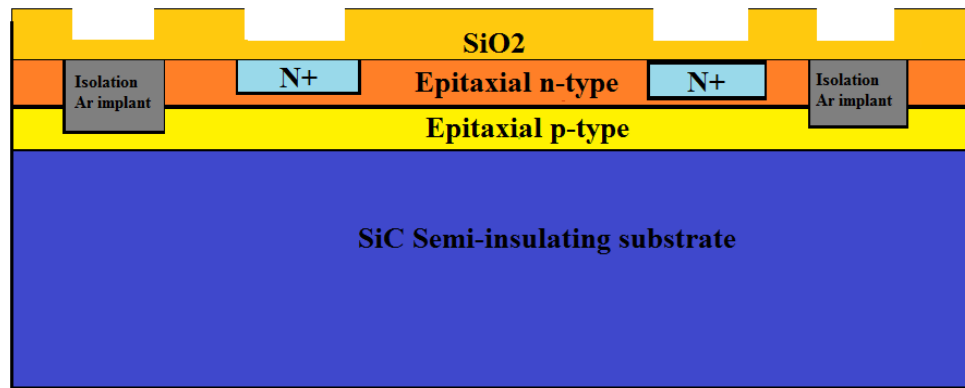 SiO2
Isolation
Ar implant
N+
Epitaxial n-type
N+
Isolation
Ar implant
Epitaxial p-type
SiC Semi-insulating substrate